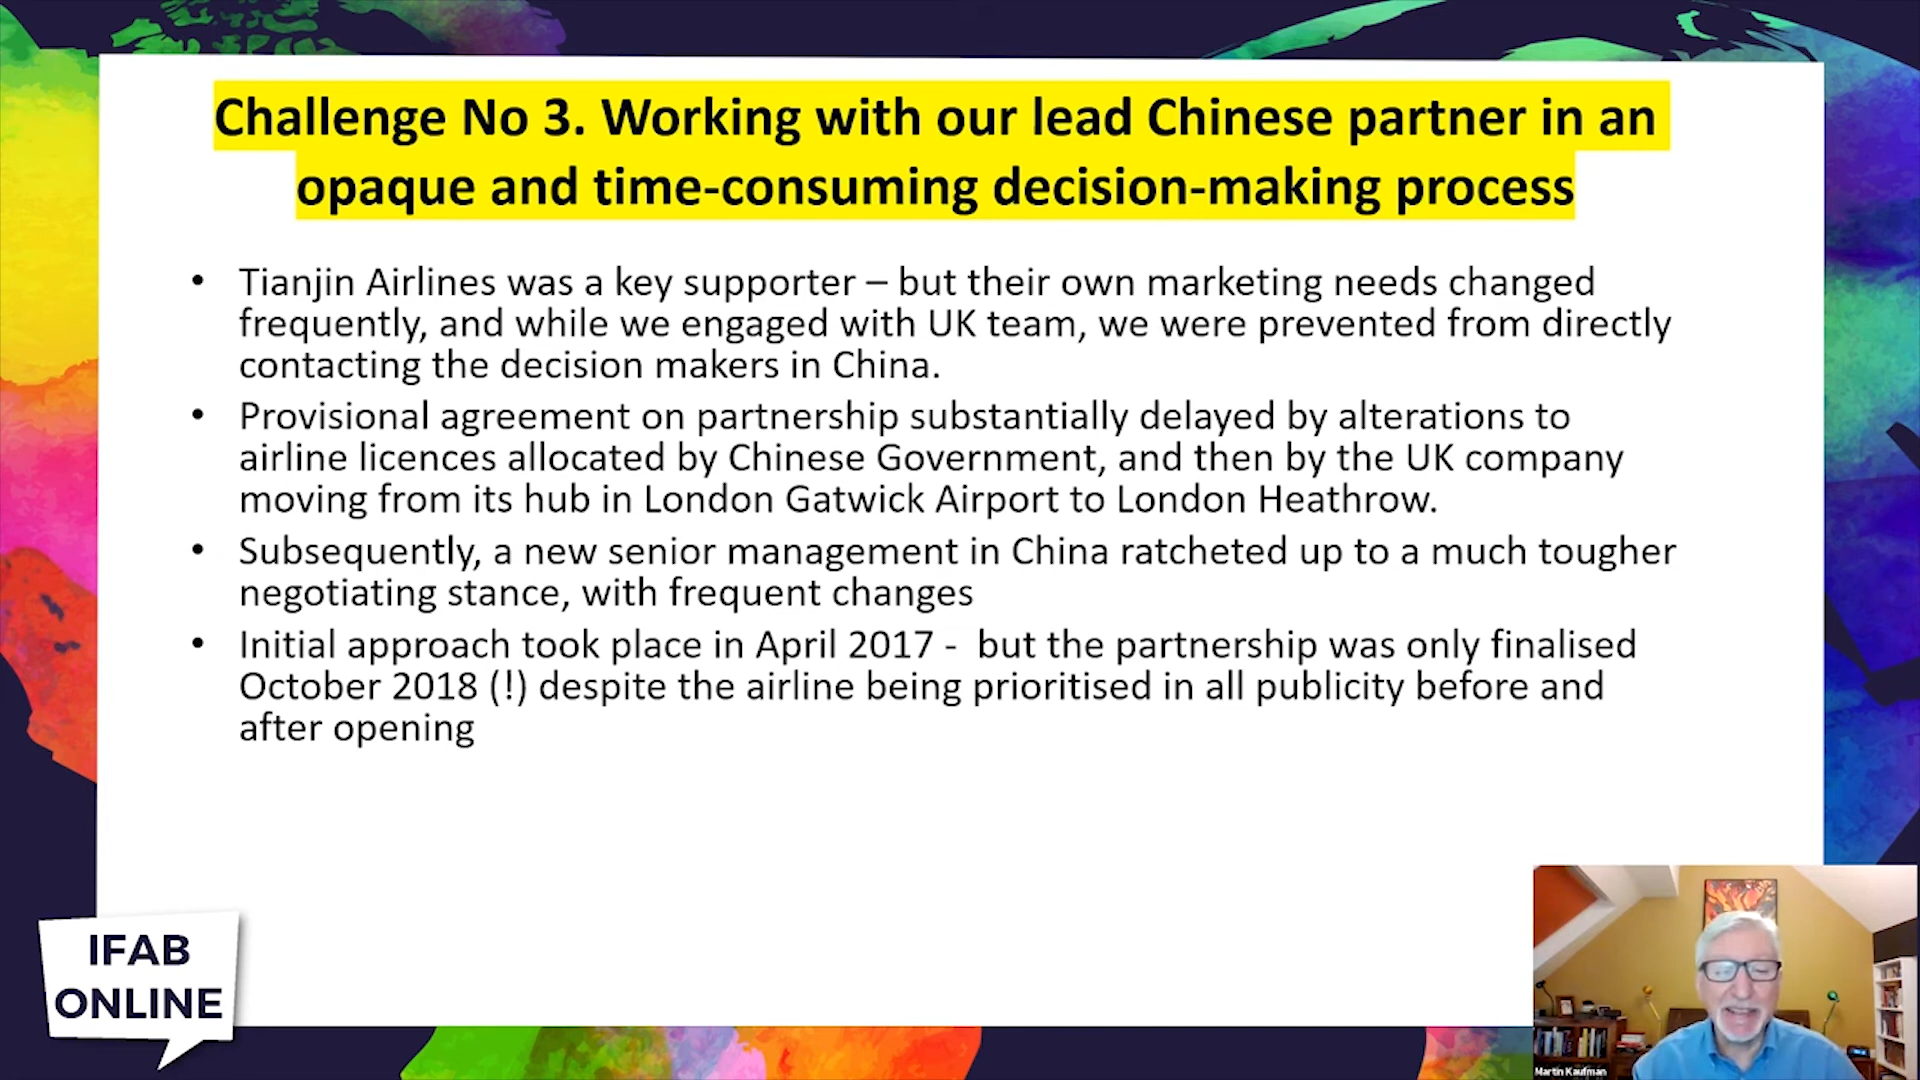 Challenge No 3. Working with our lead Chinese partner in an
opaque and time-consuming decision-making process
• Tianjin Airlines was a key supporter – but their own marketing needs changed
frequently, and while we engaged with UK team, we were prevented from directly
contacting the decision makers in China.
• Provisional agreement on partnership substantially delayed by alterations to
airline licences allocated by Chinese Government, and then by the UK company
moving from its hub in London Gatwick Airport to London Heathrow.
• Subsequently, a new senior management in China ratcheted up to a much tougher
negotiating stance, with frequent changes
• Initial approach took place in April 2017 -  but the partnership was only finalised
October 2018 (!) despite the airline being prioritised in all publicity before and
after opening
IFAB
ONLINE
Martin Kaufman